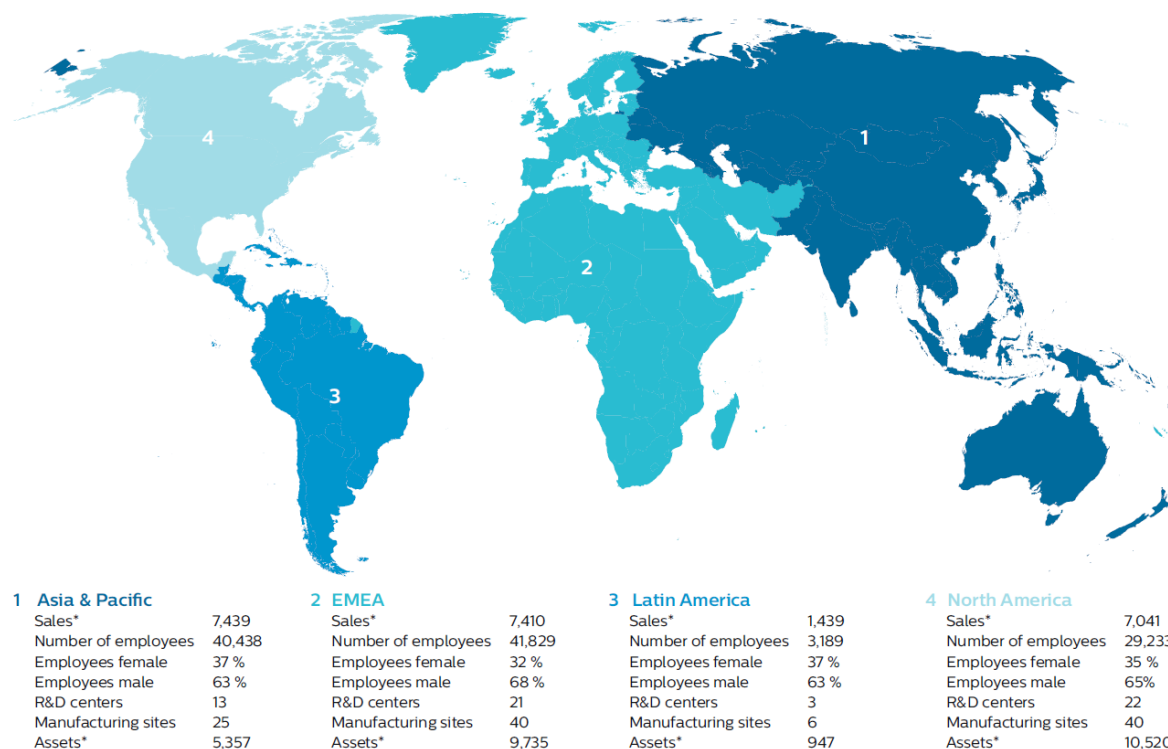 4
1
2
3
1 Asia & Pacific
Sales* 7,439
Number of employees 40,438
Employees female 37 %
Employees male 63 %
R&D centers 13
Manufacturing sites 25
Assets* 5,357
2 EMEA
Sales* 7,410
Number of employees 41,829
Employees female 32 %
Employees male 68 %
R&D centers 21
Manufacturing sites 40
Assets* 9,735
3 Latin America
Sales* 1,439
Number of employees 3,189
Employees female 37 %
Employees male 63 %
R&D centers 3
Manufacturing sites 6
Assets* 947
4 North America
Sales* 7,041
Number of employees 29,233
Employees female 35 %
Employees male 65%
R&D centers 22
Manufacturing sites 40
Assets* 10,520